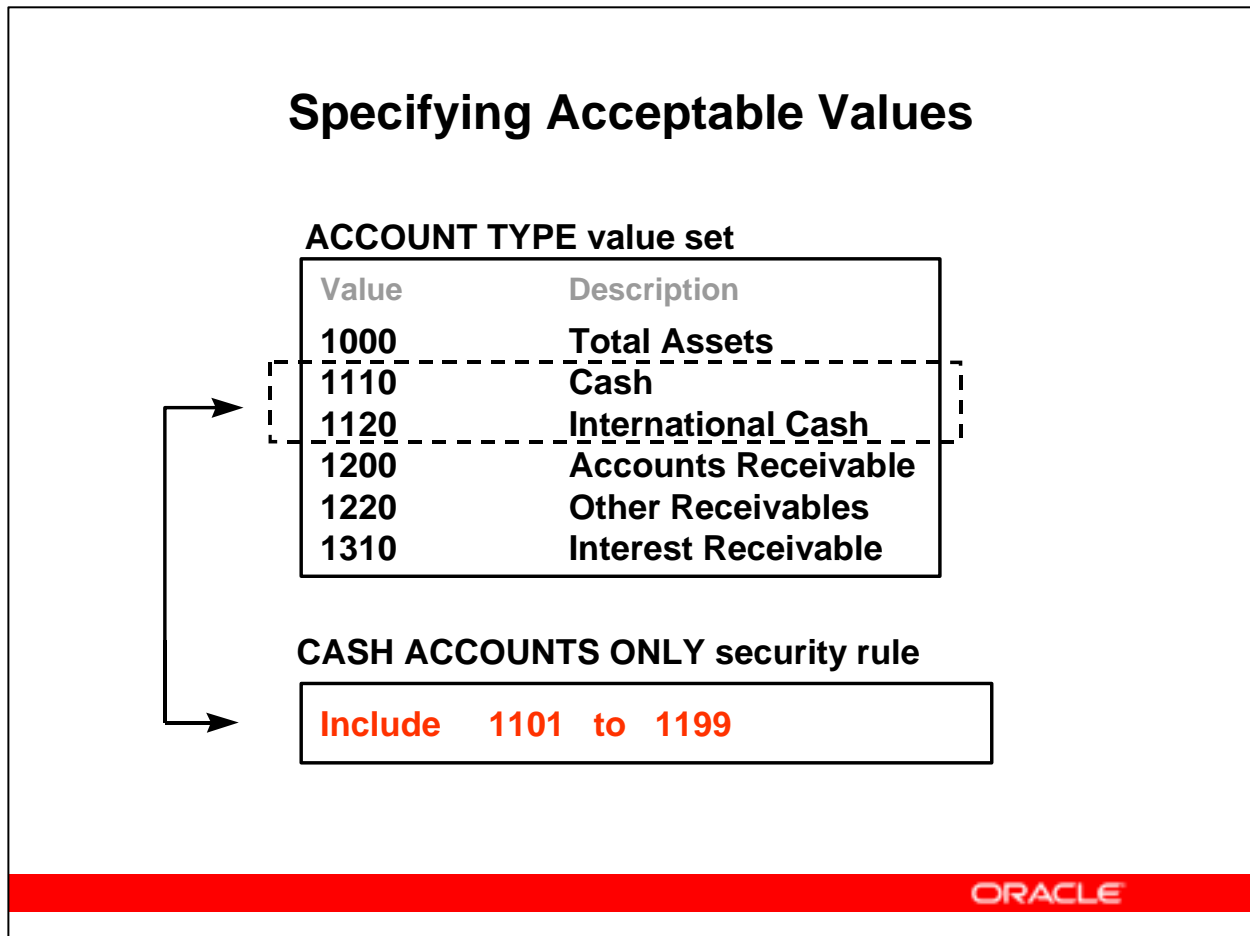 Specifying Acceptable Values
ACCOUNT TYPE value set
Value Description
1000 Total Assets
1110 Cash
1120 International Cash
1200 Accounts Receivable
1220 Other Receivables
1310 Interest Receivable
CASH ACCOUNTS ONLY security rule
Include 1101 to 1199
ORACLE